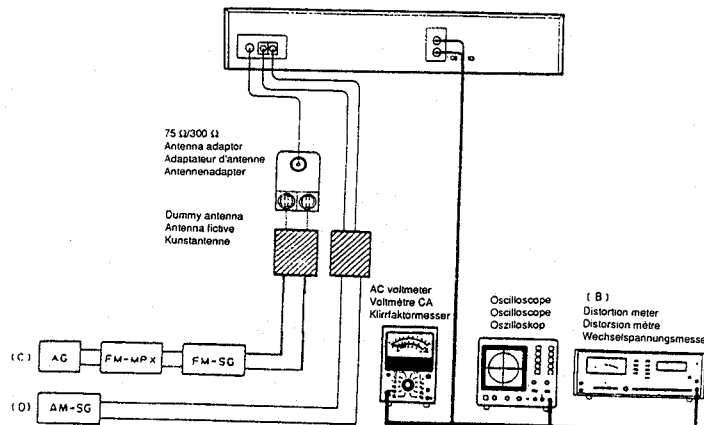 75 Ω/300 Ω
Antenna adaptor
Adaptateur d'antenne
Antennenadapter
Dummy antenna
Antenna fictive
Kunstantenne
AC voltmeter
Voltmètre CA
Klirrfaktormesser
Oscilloscope
Oscilloscope
Oszilloskop
(B)
Distortion meter
Distorsion mètre
Wechselspannungsmesse
(C)
AG
FM-MPX
FM-SG
(D)
AM-SG